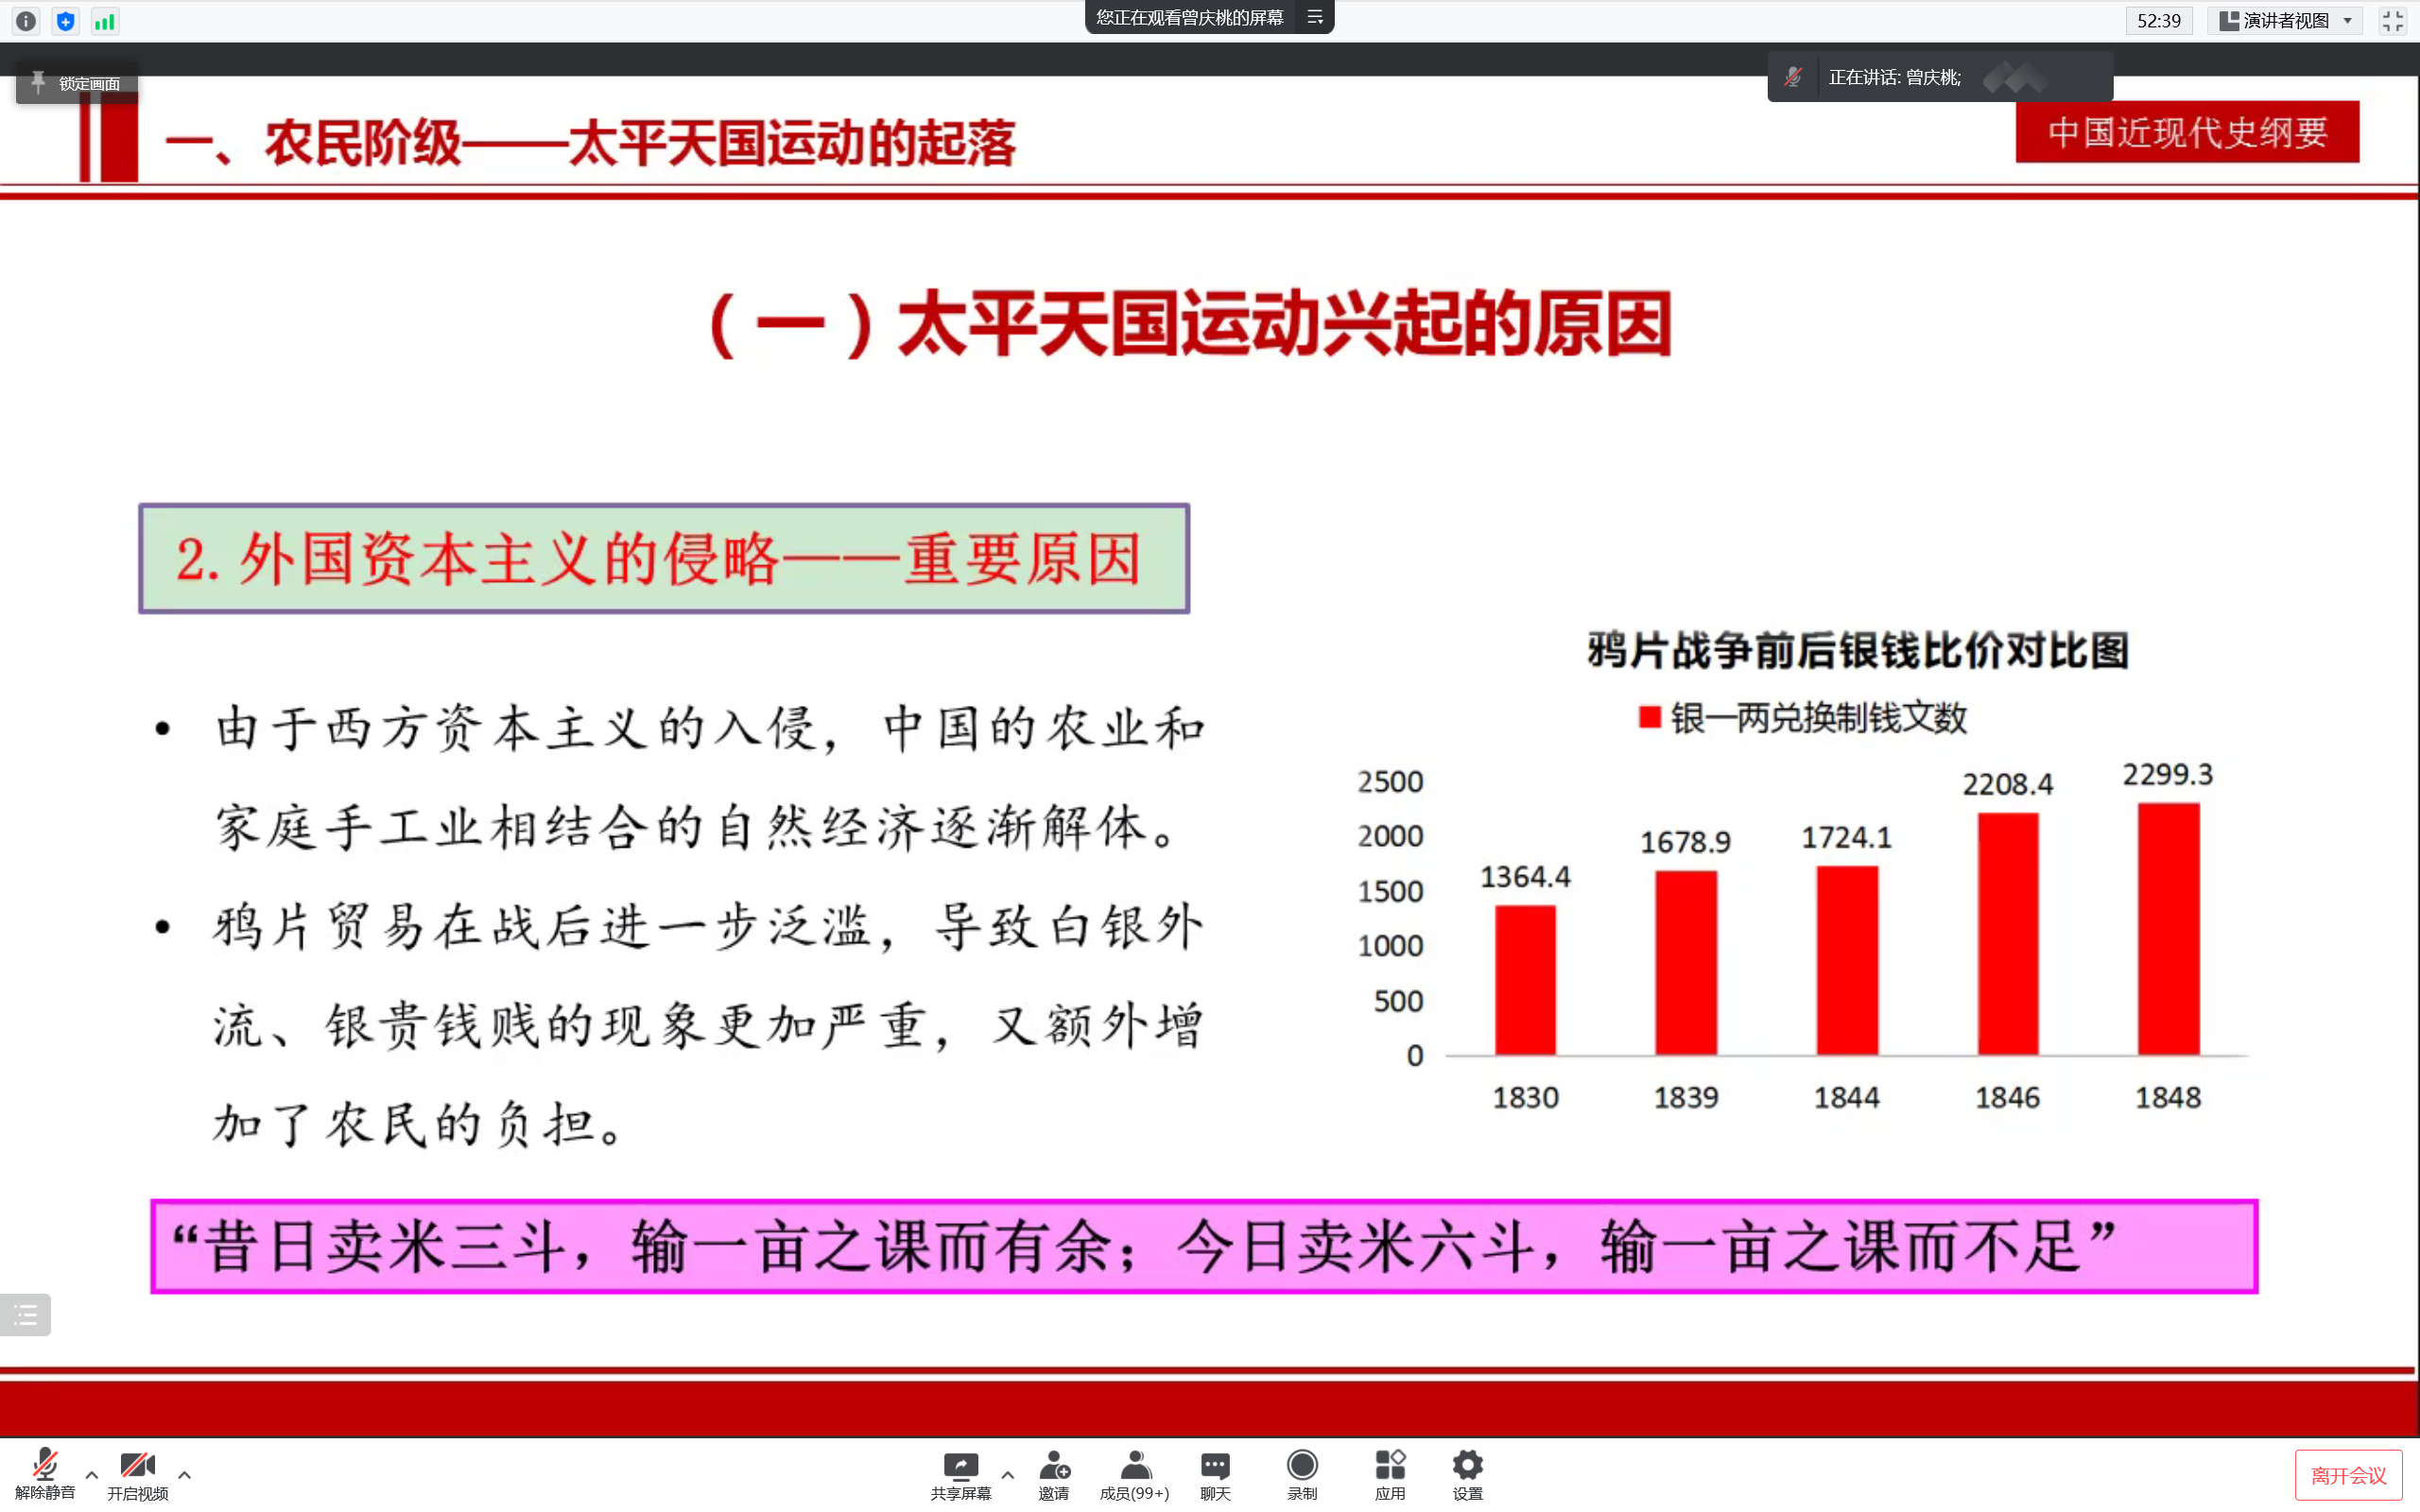 您正在观看曾庆桃的屏幕
52:39
演讲者视图
锁定画面
正在讲话: 曾庆桃;
一、农民阶级——太平天国运动的起落
中国近现代史纲要
（一）太平天国运动兴起的原因
2. 外国资本主义的侵略——重要原因
• 由于西方资本主义的入侵，中国的农业和
家庭手工业相结合的自然经济逐渐解体。
• 鸦片贸易在战后进一步泛滥，导致白银外
流、银贵钱贱的现象更加严重，又额外增
加了农民的负担。
鸦片战争前后银钱比价对比图
银一两兑换制钱文数
2500
2000
1500
1000
500
0
1364.4
1678.9
1724.1
2208.4
2299.3
1830
1839
1844
1846
1848
“昔日卖米三斗，输一亩之课而有余；今日卖米六斗，输一亩之课而不足”
解除静音
开启视频
共享屏幕
邀请
成员(99+)
聊天
录制
应用
设置
离开会议